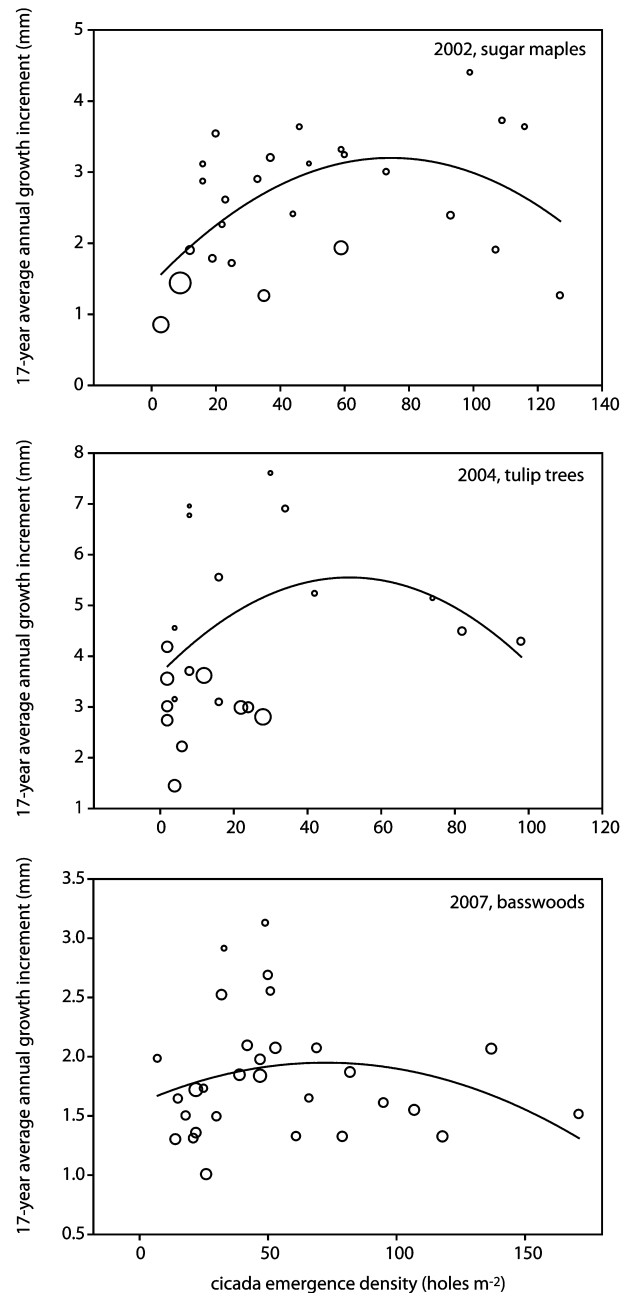 2002, sugar maples
17-year average annual growth increment (mm)
5
4
3
2
1
0
0 20 40 60 80 100 120 140
2004, tulip trees
17-year average annual growth increment (mm)
8
7
6
5
4
3
2
1
0 20 40 60 80 100 120
2007, basswoods
17-year average annual growth increment (mm)
3.5
3.0
2.5
2.0
1.5
1.0
0.5
0 50 100 150
cicada emergence density (holes m-2)